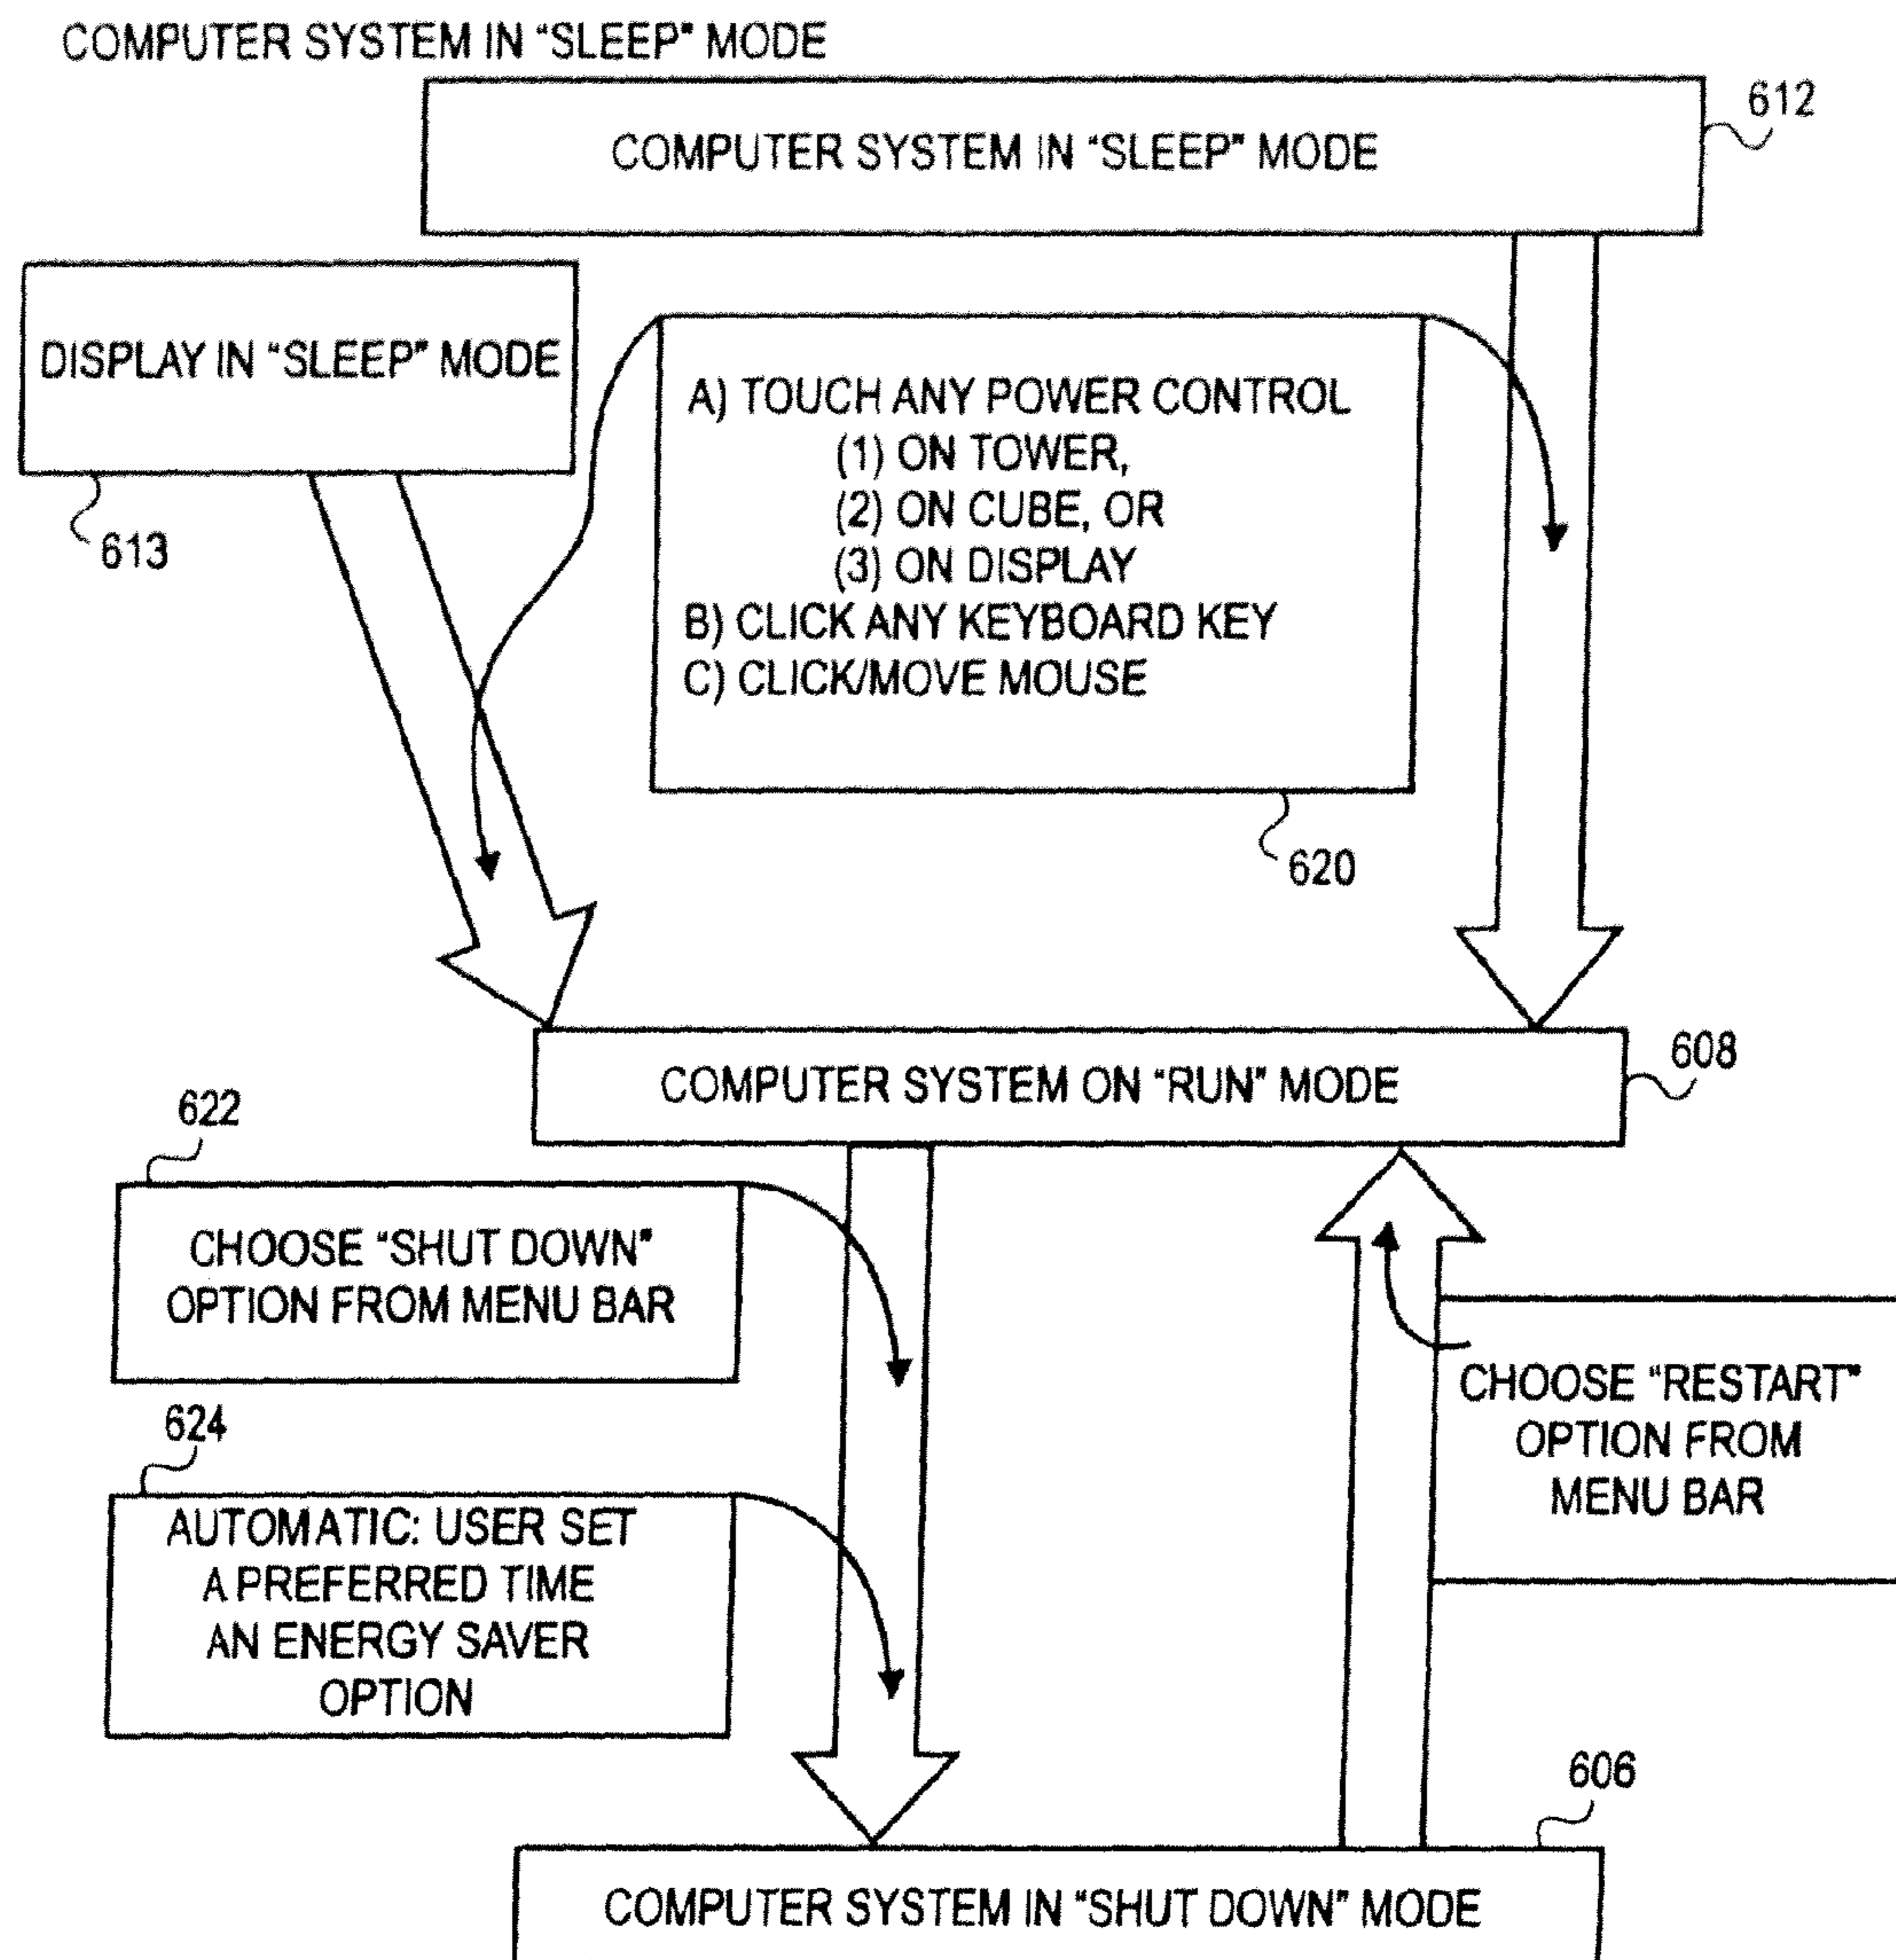 COMPUTER SYSTEM IN “SLEEP” MODE
COMPUTER SYSTEM IN “SLEEP” MODE
612
DISPLAY IN “SLEEP” MODE
613
A) TOUCH ANY POWER CONTROL
(1) ON TOWER,
(2) ON CUBE, OR
(3) ON DISPLAY
B) CLICK ANY KEYBOARD KEY
C) CLICK/MOVE MOUSE
620
COMPUTER SYSTEM ON “RUN” MODE
608
622
CHOOSE “SHUT DOWN”
OPTION FROM MENU BAR
624
AUTOMATIC: USER SET
A PREFERRED TIME
AN ENERGY SAVER
OPTION
CHOOSE “RESTART”
OPTION FROM
MENU BAR
606
COMPUTER SYSTEM IN “SHUT DOWN” MODE